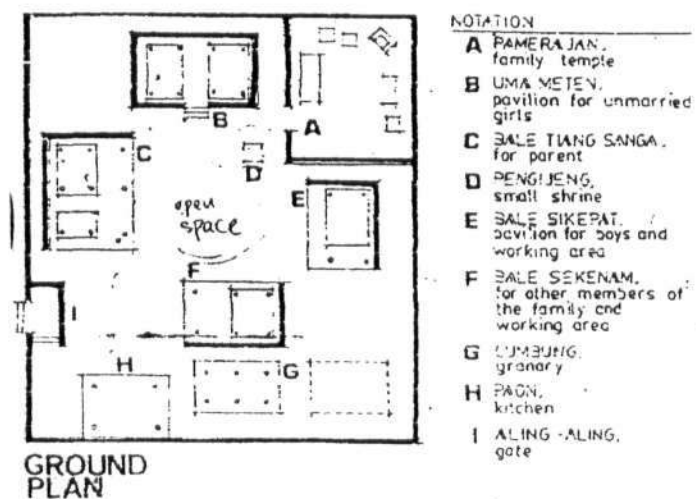 A
B
C
D
E
open
space
F
I
H
G
GROUND
PLAN
NOTATION
A PAMERAJAN,
family temple
B UMA METEN,
pavilion for unmarried
girls
C BALE TIANG SANGA,
for parent
D PENGIJENG,
small shrine
E BALE SIKEPAT,
pavilion for boys and
working area
F BALE SEKENAM,
for other members of
the family and
working area
G LUMBUNG,
granary
H PAON,
kitchen
I ALING-ALING,
gate